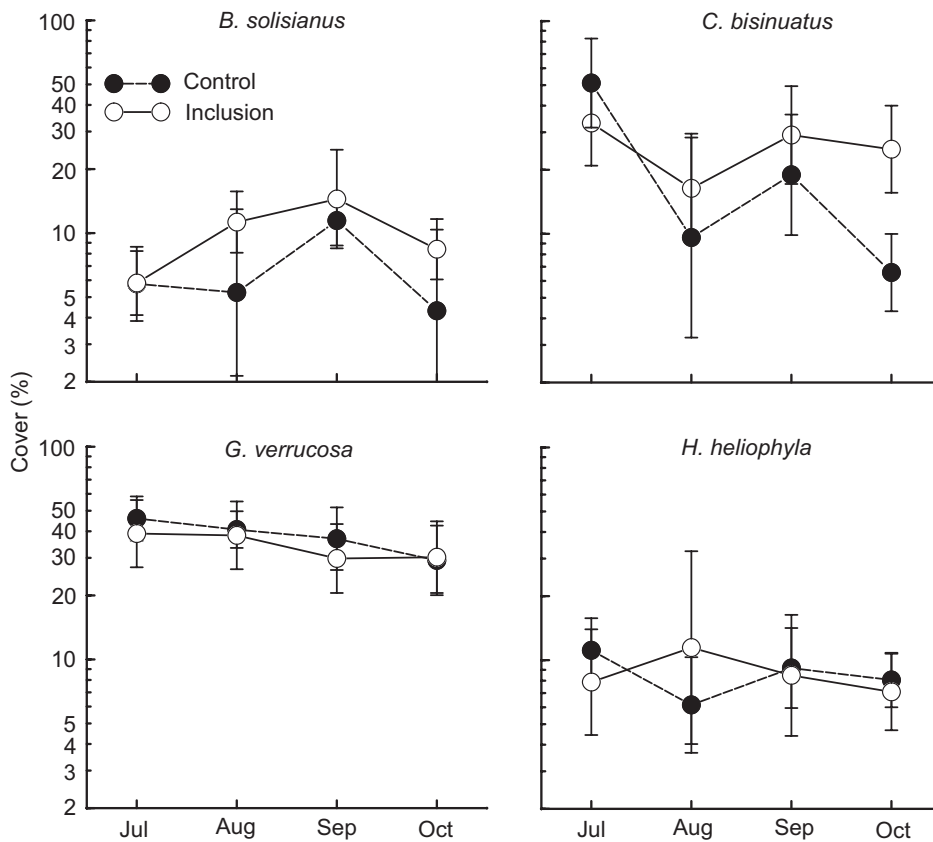 B. solisianus
C. bisinuatus
Control
Inclusion
100
50
40
30
20
10
5
4
3
2
Cover (%)
G. verrucosa
H. heliophyla
100
50
40
30
20
10
5
4
3
2
Jul Aug Sep Oct
Jul Aug Sep Oct